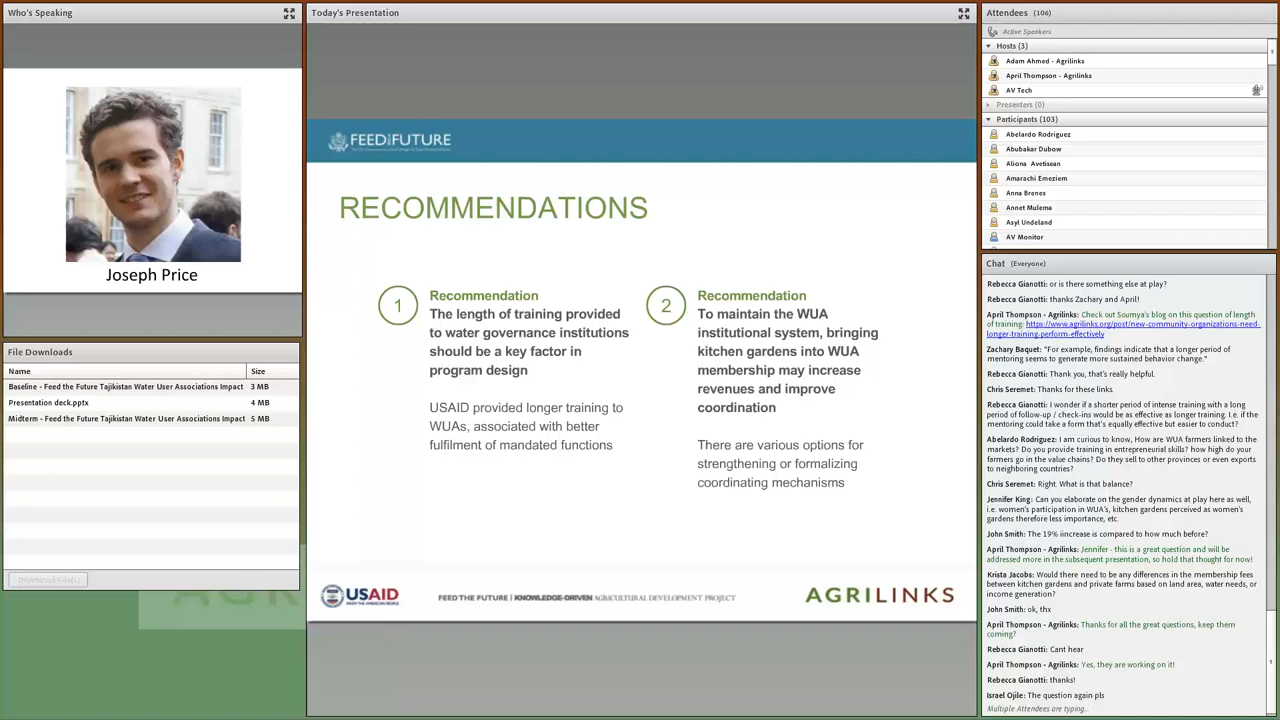 Who's Speaking
Joseph Price
File Downloads
Name Size
Baseline - Feed the Future Tajikistan Water User Associations Impact 3 MB
Presentation deck.pptx 4 MB
Midterm - Feed the Future Tajikistan Water User Associations Impact 5 MB
Download File(s)
Today's Presentation
FEED THE FUTURE
RECOMMENDATIONS
1
Recommendation
The length of training provided
to water governance institutions
should be a key factor in
program design
USAID provided longer training to
WUAs, associated with better
fulfilment of mandated functions
2
Recommendation
To maintain the WUA
institutional system, bringing
kitchen gardens into WUA
membership may increase
revenues and improve
coordination
There are various options for
strengthening or formalizing
coordinating mechanisms
USAID
FROM THE AMERICAN PEOPLE
FEED THE FUTURE | KNOWLEDGE-DRIVEN AGRICULTURAL DEVELOPMENT PROJECT
AGRILINKS
Attendees (106)
Active Speakers
Hosts (3)
Adam Ahmed - Agrilinks
April Thompson - Agrilinks
AV Tech
Presenters (0)
Participants (103)
Abelardo Rodriguez
Abubakar Dubow
Aliona Avetisean
Amarachi Emeziem
Anna Brenes
Annet Mulema
Asyl Undeland
AV Monitor
Chat (Everyone)
Rebecca Gianotti: or is there something else at play?
Rebecca Gianotti: thanks Zachary and April!
April Thompson - Agrilinks: Check out Soumya's blog on this question of length
of training: https://www.agrilinks.org/post/new-community-organizations-need-
longer-training-perform-effectively
Zachary Baquet: "For example, findings indicate that a longer period of
mentoring seems to generate more sustained behavior change."
Rebecca Gianotti: Thank you, that's really helpful.
Chris Seremet: Thanks for these links.
Rebecca Gianotti: I wonder if a shorter period of intense training with a long
period of follow-up / check-ins would be as effective as longer training. I.e. if the
mentoring could take a form that's equally effective but easier to conduct?
Abelardo Rodriguez: I am curious to know, How are WUA farmers linked to the
markets? Do you provide training in entrepreneurial skills? how high do your
farmers go in the value chains? Do they sell to other provinces or even exports
to neighboring countries?
Chris Seremet: Right. What is that balance?
Jennifer King: Can you elaborate on the gender dynamics at play here as well,
i.e. women's participation in WUA's, kitchen gardens perceived as women's
gardens therefore less importance, etc.
John Smith: The 19% iincrease is compared to how much before?
April Thompson - Agrilinks: Jennifer - this is a great question and will be
addressed more in the subsequent presentation, so hold that thought for now!
Krista Jacobs: Would there need to be any differences in the membership fees
between kitchen gardens and private farms based on land area, water needs, or
income generation?
John Smith: ok, thx
April Thompson - Agrilinks: Thanks for all the great questions, keep them
coming?
Rebecca Gianotti: Cant hear
April Thompson - Agrilinks: Yes, they are working on it!
Rebecca Gianotti: thanks!
Israel Ojile: The question again pls
Multiple Attendees are typing...